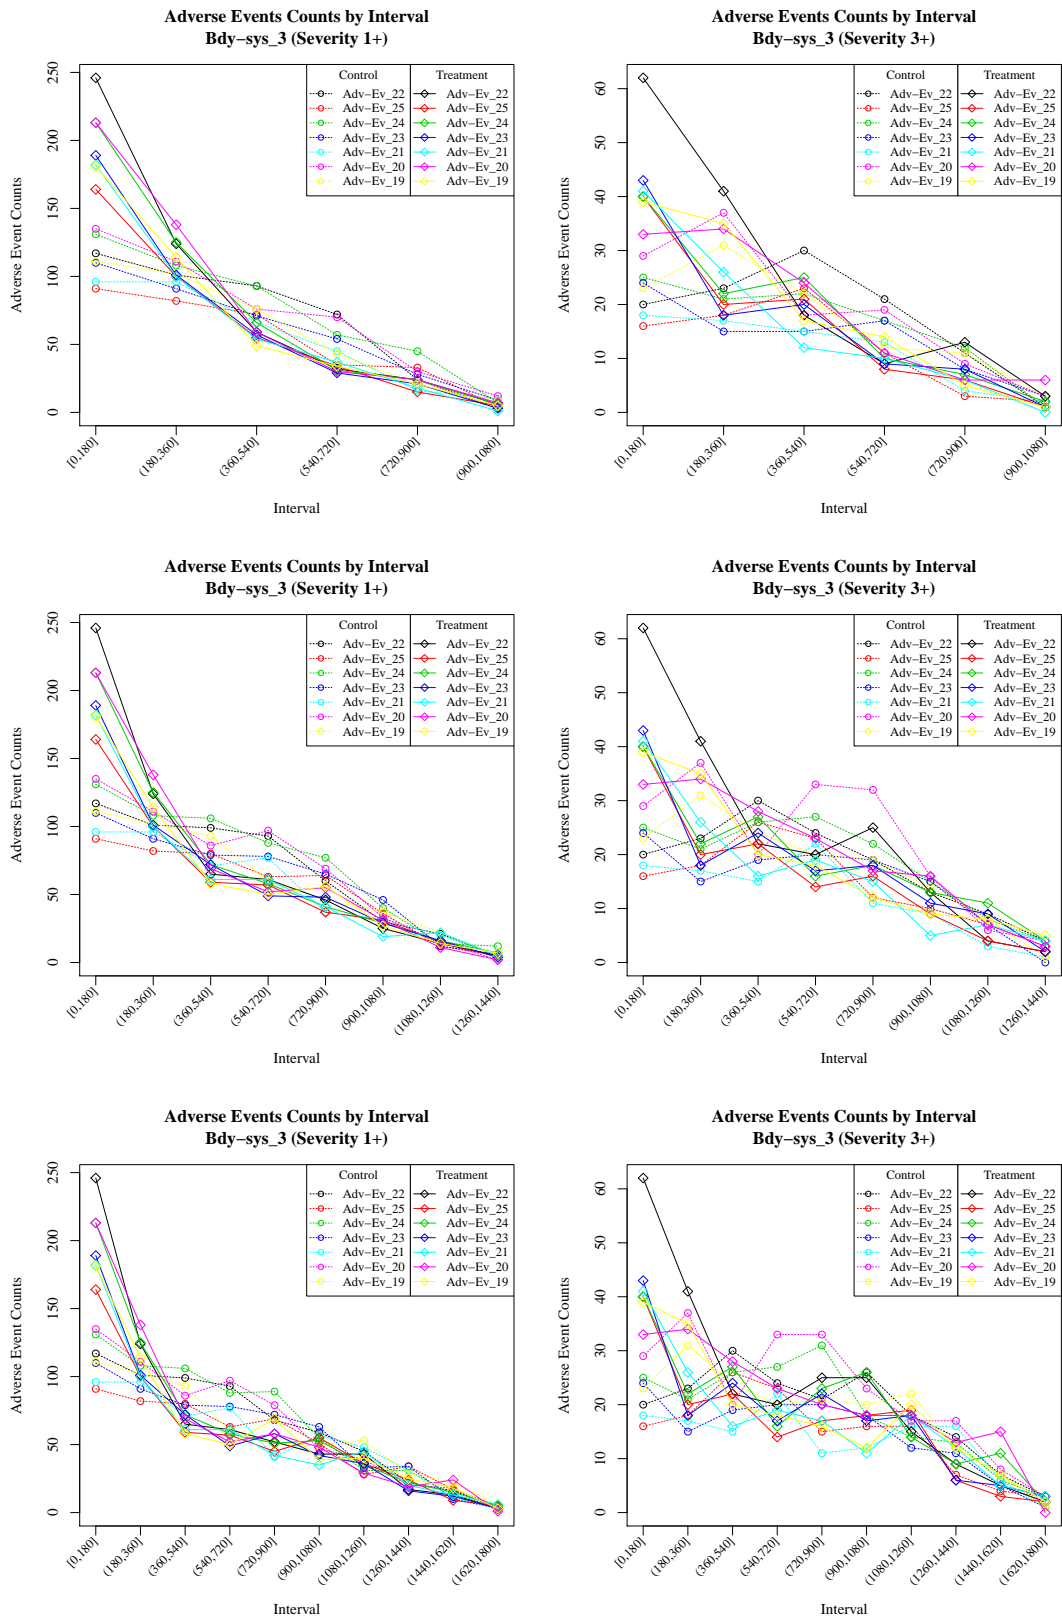 Adverse Events Counts by Interval
Bdy−sys_3 (Severity 1+)
Adverse Event Counts
0
50
100
150
200
250
Control Treatment
Adv−Ev_22 Adv−Ev_22
Adv−Ev_25 Adv−Ev_25
Adv−Ev_24 Adv−Ev_24
Adv−Ev_23 Adv−Ev_23
Adv−Ev_21 Adv−Ev_21
Adv−Ev_20 Adv−Ev_20
Adv−Ev_19 Adv−Ev_19
[0,180]
(180,360]
(360,540]
(540,720]
(720,900]
(900,1080]
Interval
Adverse Events Counts by Interval
Bdy−sys_3 (Severity 3+)
Adverse Event Counts
0
10
20
30
40
50
60
Control Treatment
Adv−Ev_22 Adv−Ev_22
Adv−Ev_25 Adv−Ev_25
Adv−Ev_24 Adv−Ev_24
Adv−Ev_23 Adv−Ev_23
Adv−Ev_21 Adv−Ev_21
Adv−Ev_20 Adv−Ev_20
Adv−Ev_19 Adv−Ev_19
[0,180]
(180,360]
(360,540]
(540,720]
(720,900]
(900,1080]
Interval
Adverse Events Counts by Interval
Bdy−sys_3 (Severity 1+)
Adverse Event Counts
0
50
100
150
200
250
Control Treatment
Adv−Ev_22 Adv−Ev_22
Adv−Ev_25 Adv−Ev_25
Adv−Ev_24 Adv−Ev_24
Adv−Ev_23 Adv−Ev_23
Adv−Ev_21 Adv−Ev_21
Adv−Ev_20 Adv−Ev_20
Adv−Ev_19 Adv−Ev_19
[0,180]
(180,360]
(360,540]
(540,720]
(720,900]
(900,1080]
(1080,1260]
(1260,1440]
Interval
Adverse Events Counts by Interval
Bdy−sys_3 (Severity 3+)
Adverse Event Counts
0
10
20
30
40
50
60
Control Treatment
Adv−Ev_22 Adv−Ev_22
Adv−Ev_25 Adv−Ev_25
Adv−Ev_24 Adv−Ev_24
Adv−Ev_23 Adv−Ev_23
Adv−Ev_21 Adv−Ev_21
Adv−Ev_20 Adv−Ev_20
Adv−Ev_19 Adv−Ev_19
[0,180]
(180,360]
(360,540]
(540,720]
(720,900]
(900,1080]
(1080,1260]
(1260,1440]
Interval
Adverse Events Counts by Interval
Bdy−sys_3 (Severity 1+)
Adverse Event Counts
0
50
100
150
200
250
Control Treatment
Adv−Ev_22 Adv−Ev_22
Adv−Ev_25 Adv−Ev_25
Adv−Ev_24 Adv−Ev_24
Adv−Ev_23 Adv−Ev_23
Adv−Ev_21 Adv−Ev_21
Adv−Ev_20 Adv−Ev_20
Adv−Ev_19 Adv−Ev_19
[0,180]
(180,360]
(360,540]
(540,720]
(720,900]
(900,1080]
(1080,1260]
(1260,1440]
(1440,1620]
(1620,1800]
Interval
Adverse Events Counts by Interval
Bdy−sys_3 (Severity 3+)
Adverse Event Counts
0
10
20
30
40
50
60
Control Treatment
Adv−Ev_22 Adv−Ev_22
Adv−Ev_25 Adv−Ev_25
Adv−Ev_24 Adv−Ev_24
Adv−Ev_23 Adv−Ev_23
Adv−Ev_21 Adv−Ev_21
Adv−Ev_20 Adv−Ev_20
Adv−Ev_19 Adv−Ev_19
[0,180]
(180,360]
(360,540]
(540,720]
(720,900]
(900,1080]
(1080,1260]
(1260,1440]
(1440,1620]
(1620,1800]
Interval